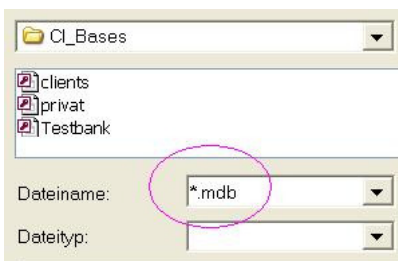 Cl_Bases
clients
privat
Testbank
Dateiname: *.mdb
Dateityp: